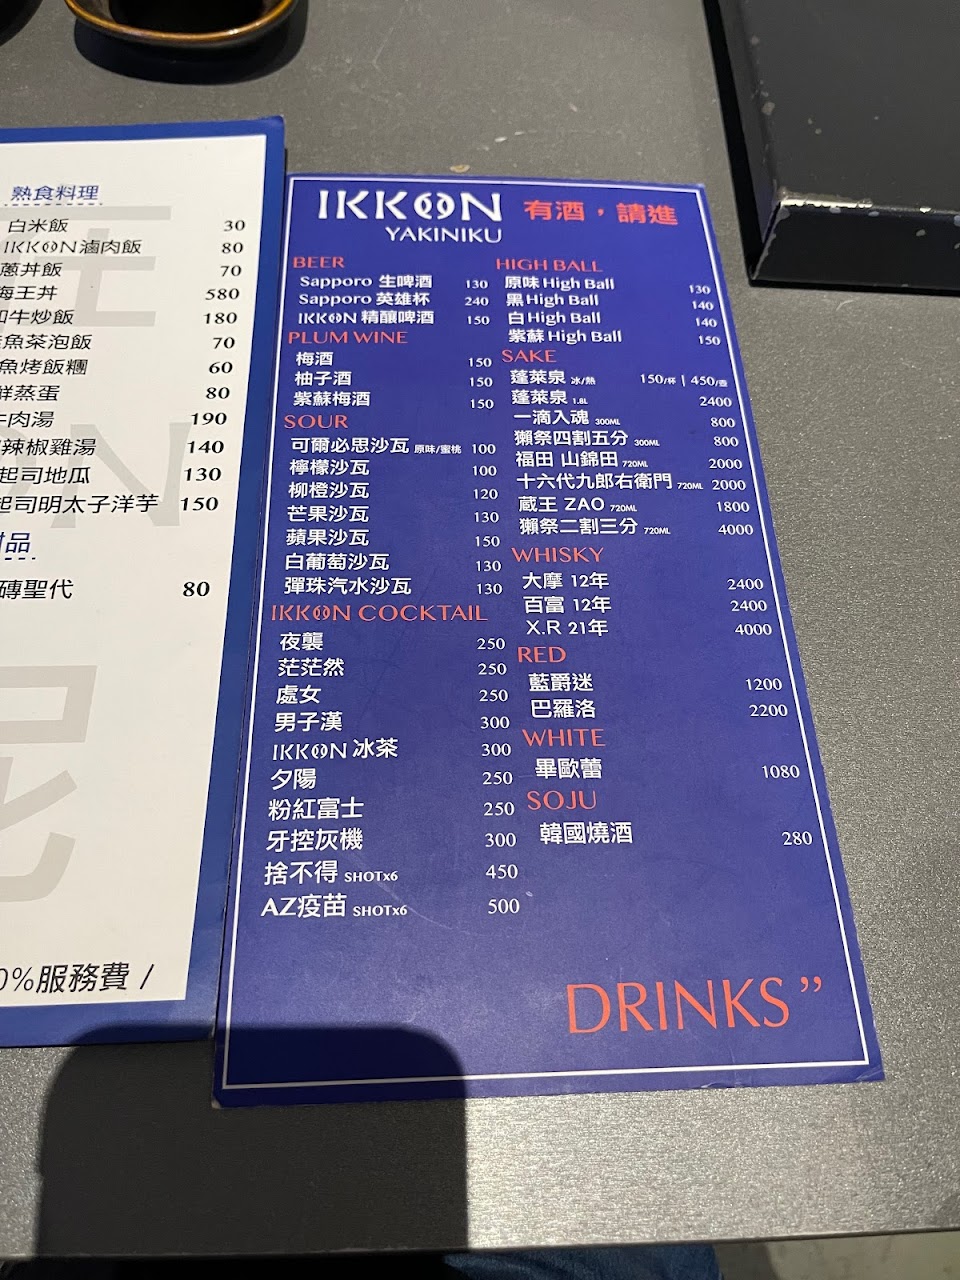 熟食料理
白米飯 30
IKKON滷肉飯 80
蔥丼飯 70
海王丼 580
牛炒飯 180
魚茶泡飯 70
魚烤飯糰 60
鮮蒸蛋 80
牛肉湯 190
辣椒雞湯 140
起司地瓜 130
起司明太子洋芋 150
甜品
磚聖代 80
0%服務費 /
IKKON 有酒，請進
YAKINIKU
BEER
Sapporo 生啤酒 130
Sapporo 英雄杯 240
IKKON 精釀啤酒 150
PLUM WINE
梅酒 150
柚子酒 150
紫蘇梅酒 150
SOUR
可爾必思沙瓦 原味/蜜桃 100
檸檬沙瓦 100
柳橙沙瓦 120
芒果沙瓦 130
蘋果沙瓦 150
白葡萄沙瓦 130
彈珠汽水沙瓦 130
IKKON COCKTAIL
夜襲 250
茫茫然 250
處女 250
男子漢 300
IKKON 冰茶 300
夕陽 250
粉紅富士 250
牙控灰機 300
捨不得 SHOTx6 450
AZ疫苗 SHOTx6 500
HIGH BALL
原味 High Ball 130
黑 High Ball 140
白 High Ball 140
紫蘇 High Ball 150
SAKE
蓬萊泉 冰/熱 150/杯 | 450/壺
蓬萊泉 1.8L 2400
一滴入魂 300ML 800
獺祭四割五分 300ML 800
福田 山錦田 720ML 2000
十六代九郎右衛門 720ML 2000
蔵王 ZAO 720ML 1800
獺祭二割三分 720ML 4000
WHISKY
大摩 12年 2400
百富 12年 2400
X.R 21年 4000
RED
藍爵迷 1200
巴羅洛 2200
WHITE
畢歐蕾 1080
SOJU
韓國燒酒 280
DRINKS ”